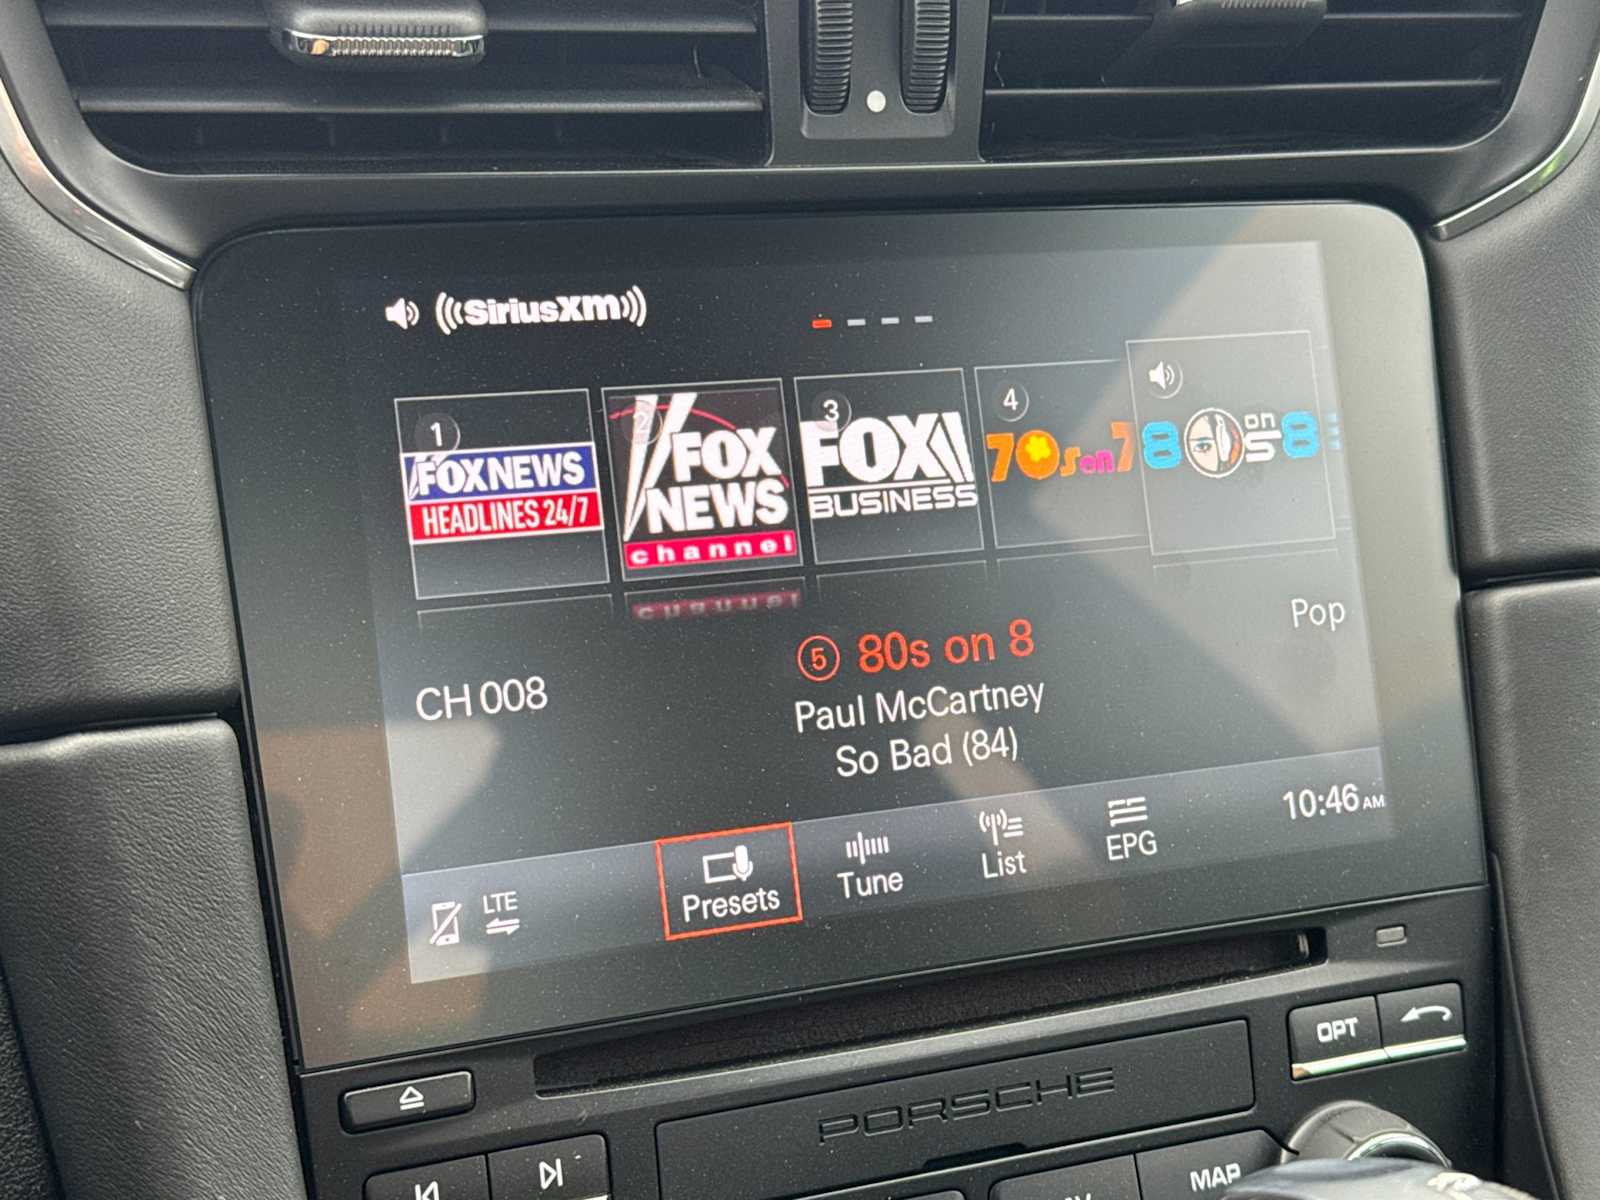 ((SiriusXM))
1
FOX NEWS
HEADLINES 24/7
2
FOX
NEWS
channel
3
FOX
BUSINESS
4
70s on 7
80s on 8
Pop
5 80s on 8
CH 008
Paul McCartney
So Bad (84)
10:46 AM
LTE
Presets
Tune
List
EPG
OPT
PORSCHE
MAP